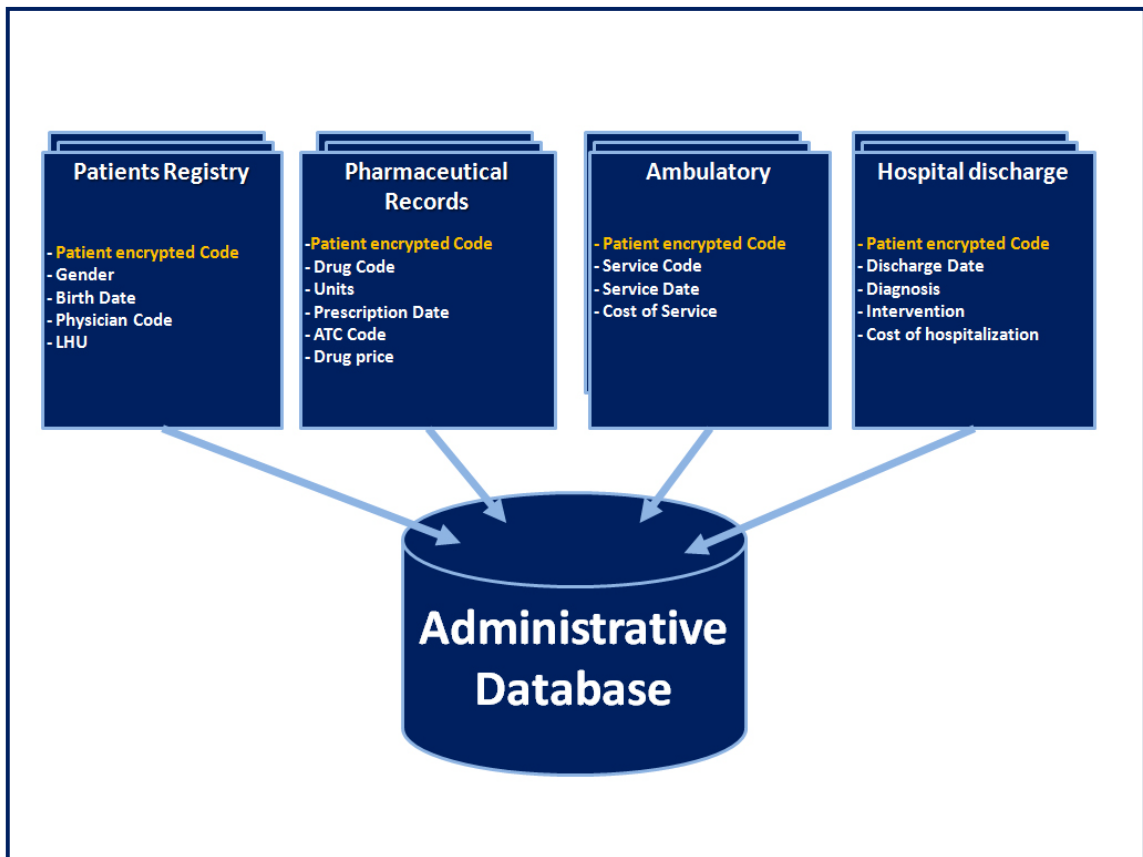 Patients Registry
- Patient encrypted Code
- Gender
- Birth Date
- Physician Code
- LHU
Pharmaceutical
Records
-Patient encrypted Code
- Drug Code
- Units
- Prescription Date
- ATC Code
- Drug price
Ambulatory
- Patient encrypted Code
- Service Code
- Service Date
- Cost of Service
Hospital discharge
- Patient encrypted Code
- Discharge Date
- Diagnosis
- Intervention
- Cost of hospitalization
Administrative
Database